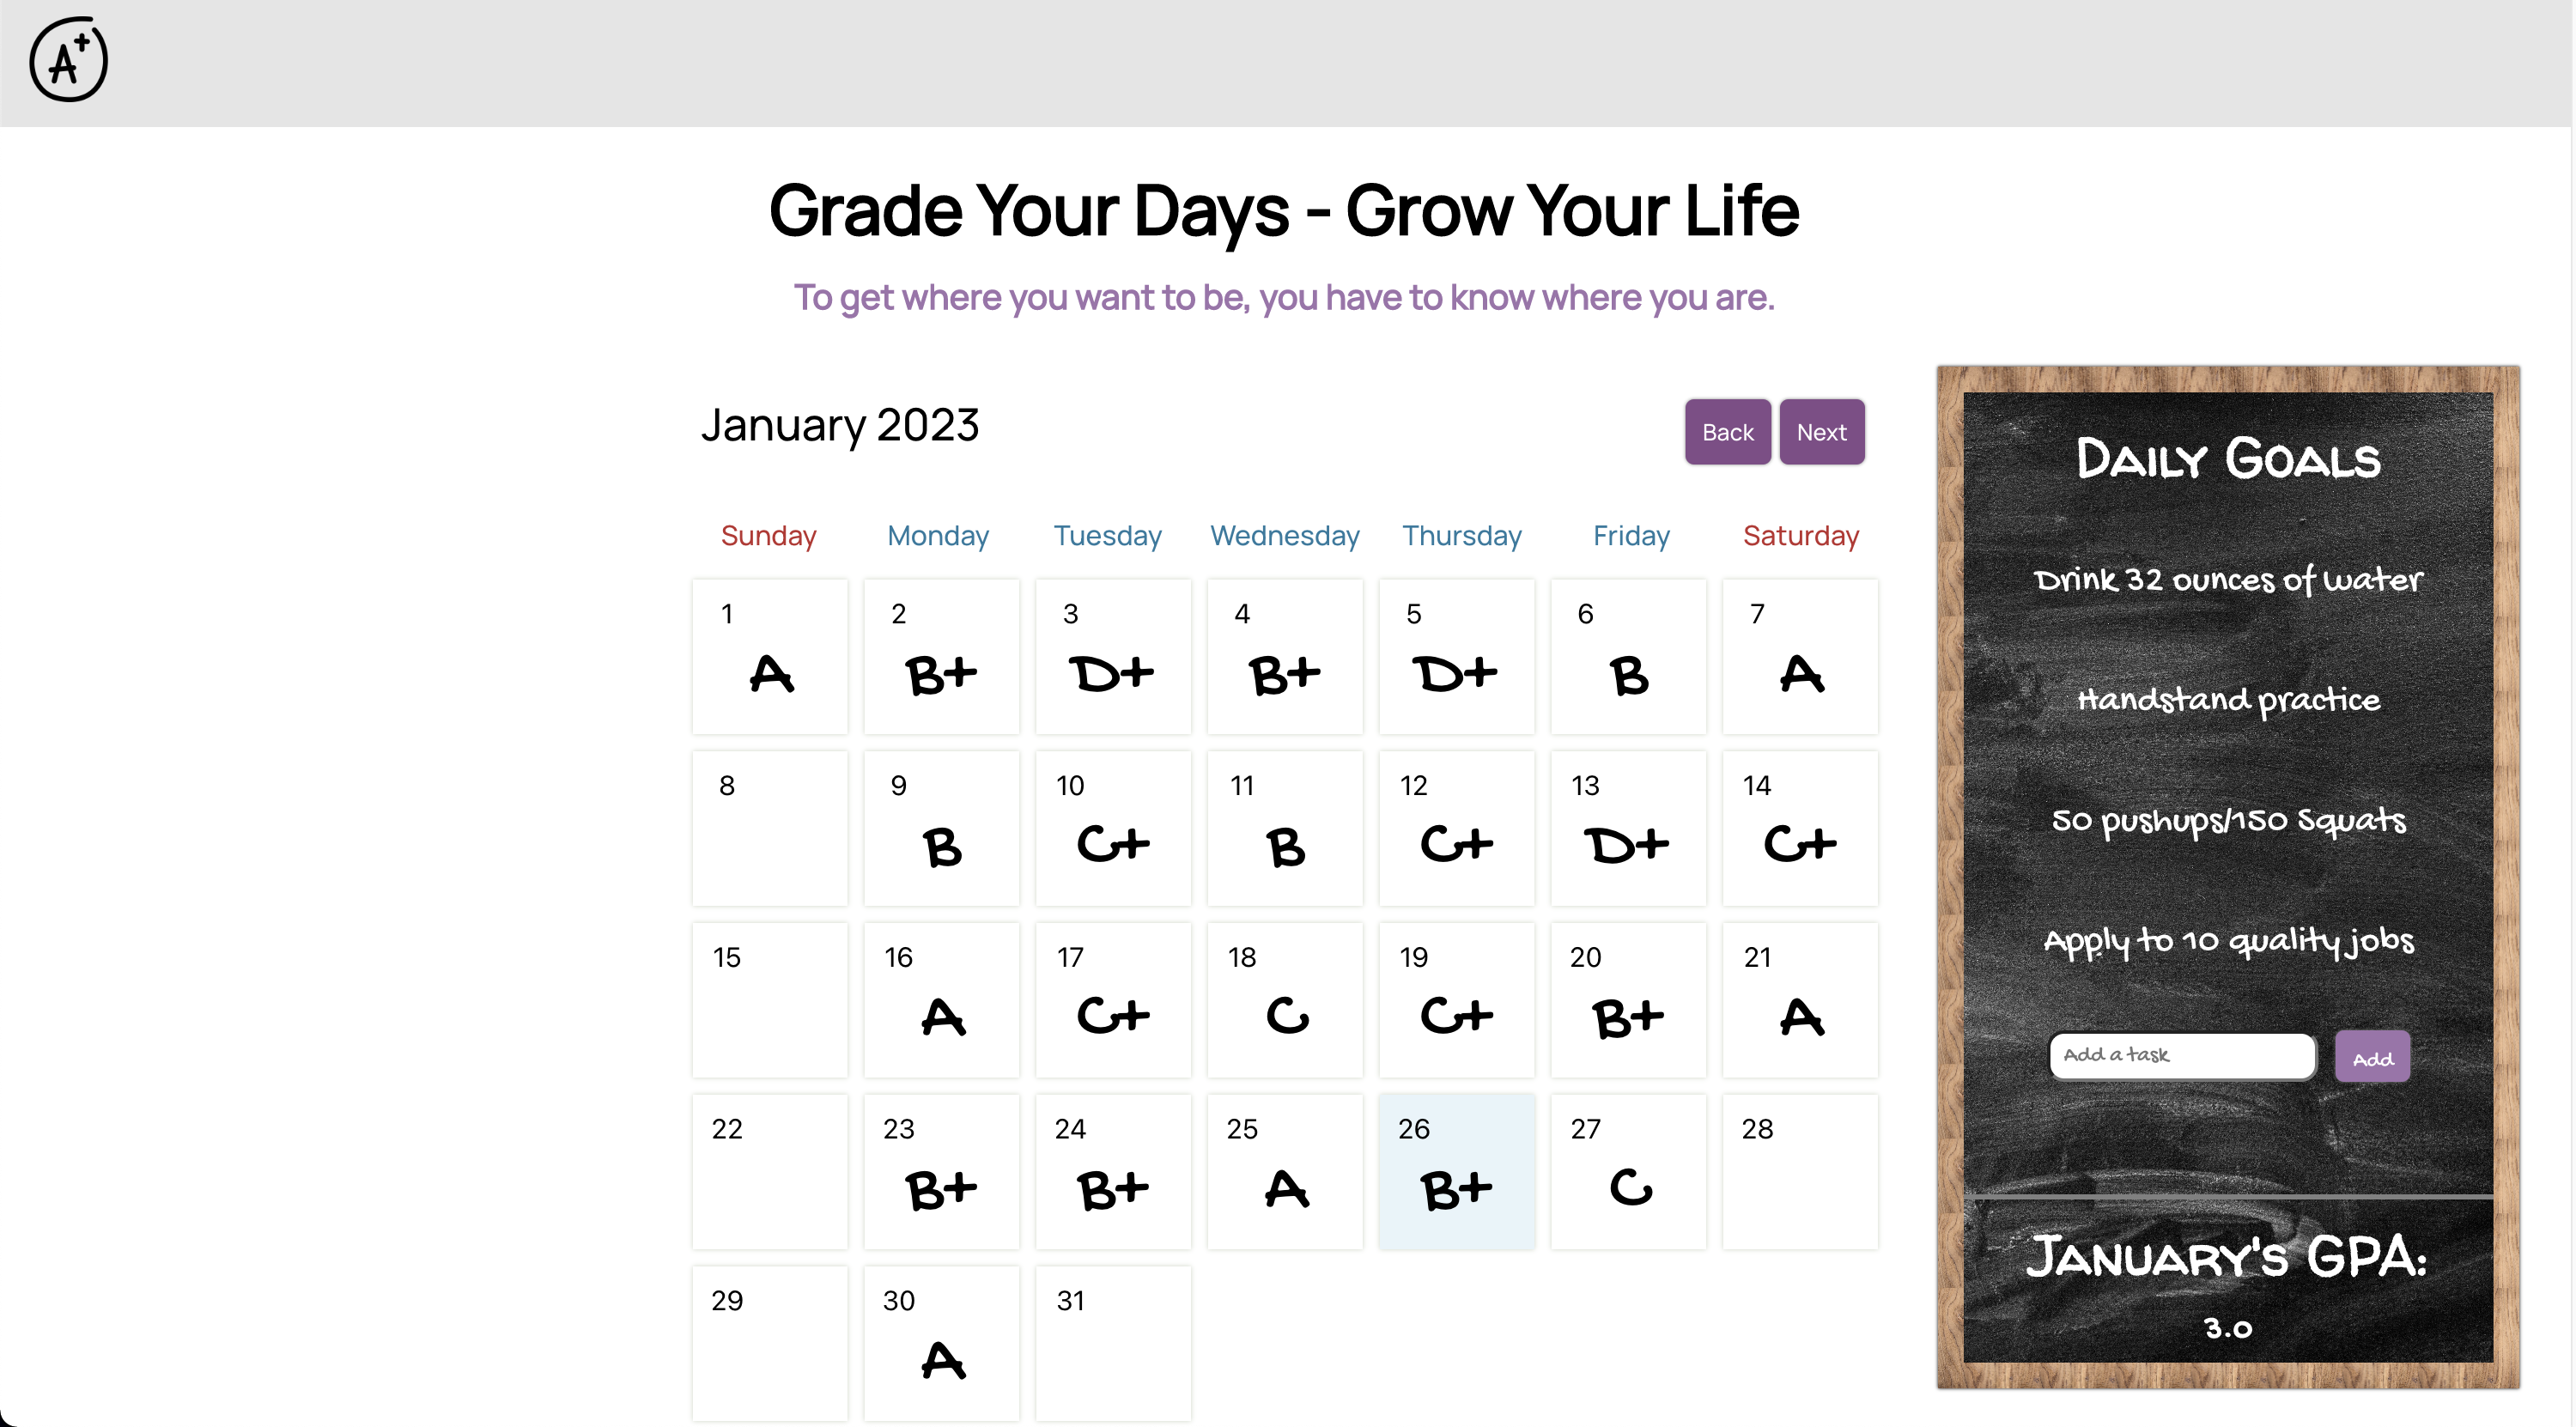 A+
Grade Your Days - Grow Your Life
To get where you want to be, you have to know where you are.
January 2023
Back Next
Sunday Monday Tuesday Wednesday Thursday Friday Saturday
1 2 3 4 5 6 7
A B+ D+ B+ D+ B A
8 9 10 11 12 13 14
B C+ B C+ D+ C+
15 16 17 18 19 20 21
A C+ C C+ B+ A
22 23 24 25 26 27 28
B+ B+ A B+ C
29 30 31
A
Daily Goals
Drink 32 ounces of water
Handstand practice
50 pushups/150 Squats
Apply to 10 quality jobs
Add a task Add
January's GPA:
3.0